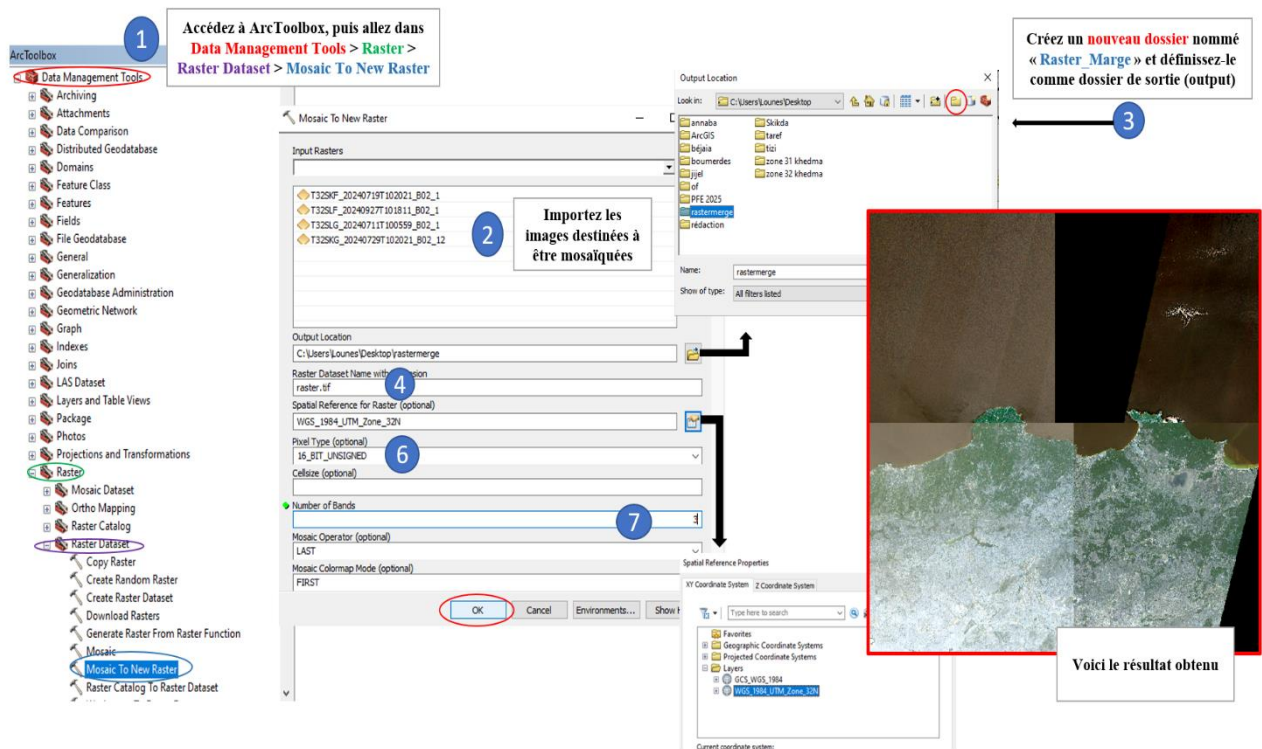 1
Accédez à ArcToolbox, puis allez dans
Data Management Tools > Raster >
Raster Dataset > Mosaic To New Raster
ArcToolbox
Data Management Tools
Archiving
Attachments
Data Comparison
Distributed Geodatabase
Domains
Feature Class
Features
Fields
File Geodatabase
General
Generalization
Geodatabase Administration
Geometric Network
Graph
Indexes
Joins
LAS Dataset
Layers and Table Views
Package
Photos
Projections and Transformations
Raster
Mosaic Dataset
Ortho Mapping
Raster Catalog
Raster Dataset
Copy Raster
Create Random Raster
Create Raster Dataset
Download Rasters
Generate Raster From Raster Function
Mosaic
Mosaic To New Raster
Raster Catalog To Raster Dataset
Mosaic To New Raster
Input Rasters
T32SKF_20240719T102021_B02_1
T32SLF_20240927T101811_B02_1
T32SLG_20240711T100559_B02_1
T32SKG_20240729T102021_B02_12
2
Importez les
images destinées à
être mosaïquées
Output Location
C:\Users\Lounes\Desktop\rastermerge
Raster Dataset Name with
raster.tif
4
Spatial Reference for Raster (optional)
WGS_1984_UTM_Zone_32N
Pixel Type (optional)
16_BIT_UNSIGNED
6
Cellsize (optional)
Number of Bands
3
7
Mosaic Operator (optional)
LAST
Mosaic Colormap Mode (optional)
FIRST
OK
Cancel
Environments...
Show
Output Location
Look in:
C:\Users\Lounes\Desktop
annaba
ArcGIS
béjaia
boumerdes
jijel
of
PFE 2025
rastermerge
rédaction
Skikda
taref
tizi
zone 31 khedma
zone 32 khedma
Name:
rastermerge
Show of type:
All filters listed
Créez un nouveau dossier nommé
« Raster_Marge » et définissez-le
comme dossier de sortie (output)
3
Spatial Reference Properties
XY Coordinate System
Z Coordinate System
Type here to search
Favorites
Geographic Coordinate Systems
Projected Coordinate Systems
Layers
GCS_WGS_1984
WGS_1984_UTM_Zone_32N
Current coordinate system:
Voici le résultat obtenu